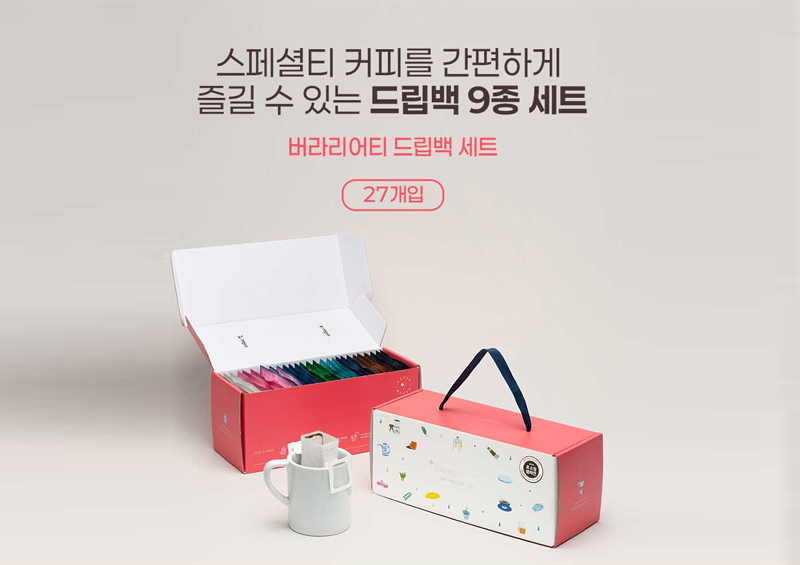 스페셜티 커피를 간편하게
즐길 수 있는 드립백 9종 세트
버라리어티 드립백 세트
27개입